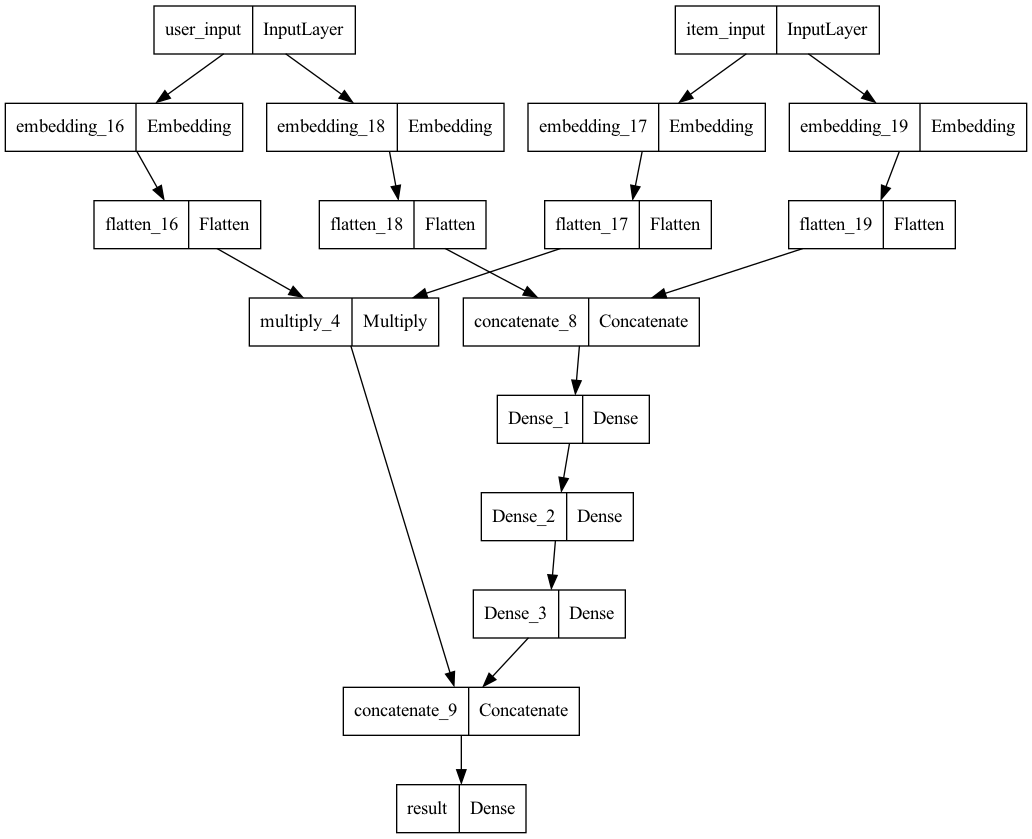 user_input InputLayer item_input InputLayer
embedding_16 Embedding embedding_18 Embedding embedding_17 Embedding embedding_19 Embedding
flatten_16 Flatten flatten_18 Flatten flatten_17 Flatten flatten_19 Flatten
multiply_4 Multiply concatenate_8 Concatenate
Dense_1 Dense
Dense_2 Dense
Dense_3 Dense
concatenate_9 Concatenate
result Dense